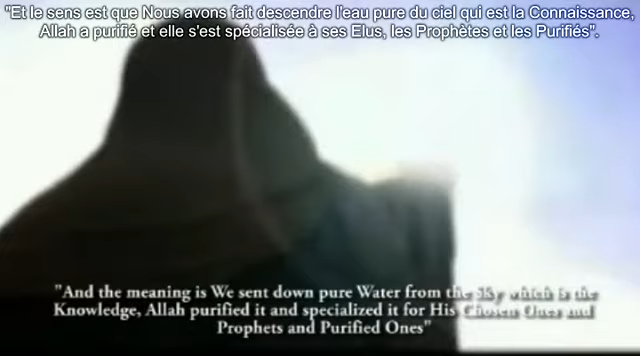 "Et le sens est que Nous avons fait descendre l'eau pure du ciel qui est la Connaissance,
Allah a purifié et elle s'est spécialisée à ses Elus, les Prophètes et les Purifiés".
"And the meaning is We sent down pure Water from the Sky which is the
Knowledge, Allah purified it and specialized it for His Chosen Ones and
Prophets and Purified Ones"